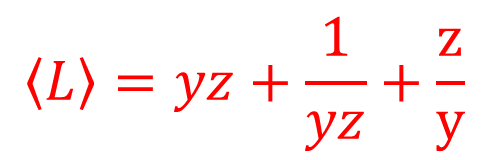 ⟨L⟩ = yz + 1/yz + z/y